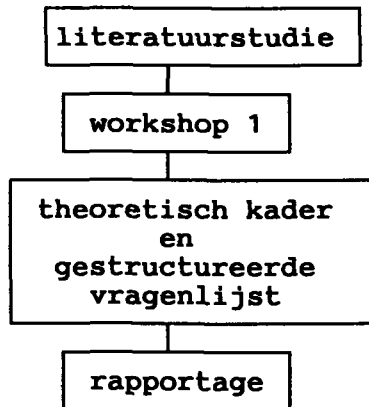 literatuurstudie
workshop 1
theoretisch kader
en
gestructureerde
vragenlijst
rapportage